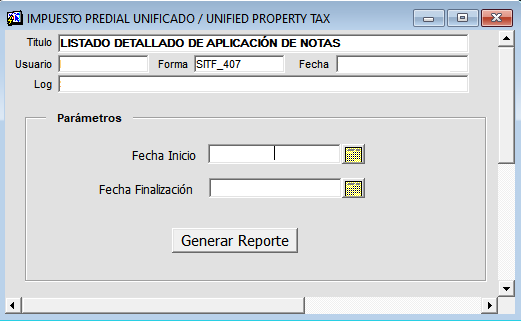 IMPUESTO PREDIAL UNIFICADO / UNIFIED PROPERTY TAX
Titulo LISTADO DETALLADO DE APLICACIÓN DE NOTAS
Usuario Forma SITF_407 Fecha
Log
Parámetros
Fecha Inicio
Fecha Finalización
Generar Reporte